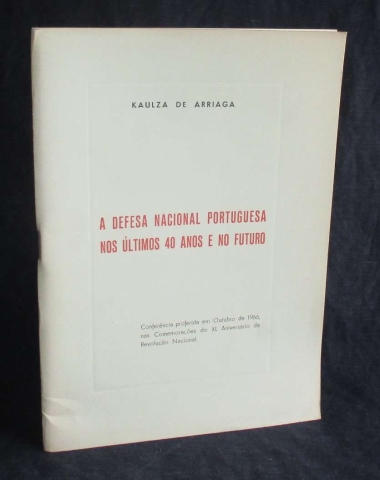 KAULZA DE ARRIAGA
A DEFESA NACIONAL PORTUGUESA
NOS ÚLTIMOS 40 ANOS E NO FUTURO
Conferência proferida em Outubro de 1966,
nas Comemorações do XL Aniversário da
Revolução Nacional.